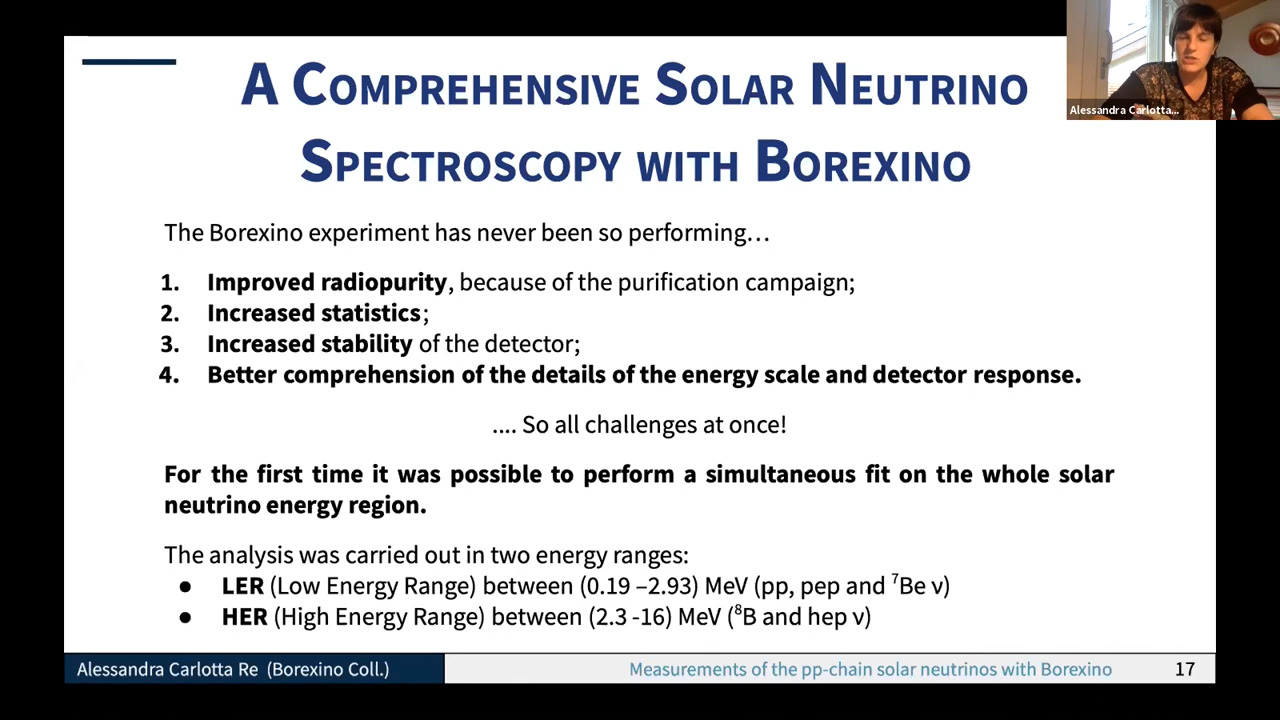 A Comprehensive Solar Neutrino
Spectroscopy with Borexino
Alessandra Carlotta...
The Borexino experiment has never been so performing…
1. Improved radiopurity, because of the purification campaign;
2. Increased statistics;
3. Increased stability of the detector;
4. Better comprehension of the details of the energy scale and detector response.
.... So all challenges at once!
For the first time it was possible to perform a simultaneous fit on the whole solar
neutrino energy region.
The analysis was carried out in two energy ranges:
● LER (Low Energy Range) between (0.19 –2.93) MeV (pp, pep and ⁷Be ν)
● HER (High Energy Range) between (2.3 -16) MeV (⁸B and hep ν)
Alessandra Carlotta Re (Borexino Coll.)
Measurements of the pp-chain solar neutrinos with Borexino
17